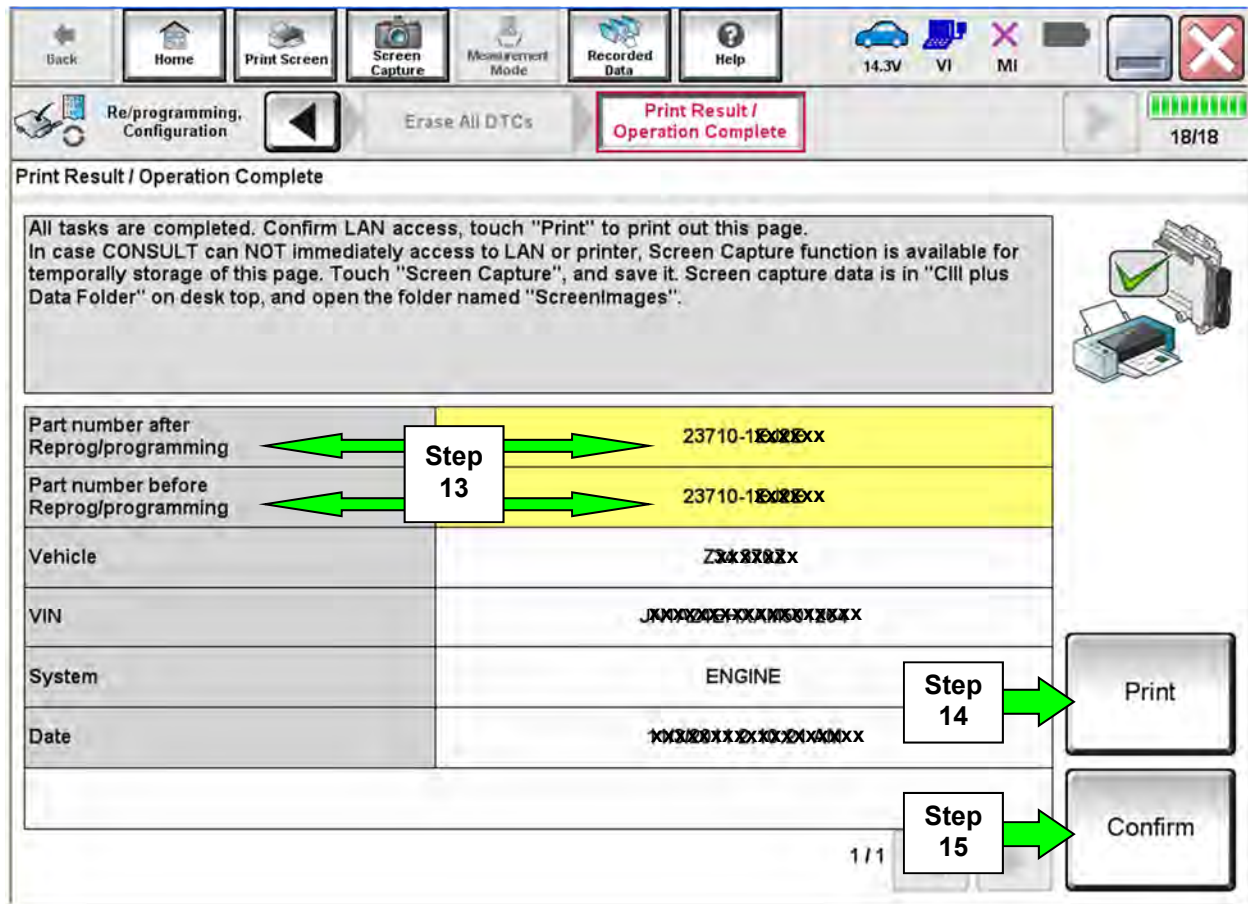 Back
Home
Print Screen
Screen
Capture
Measurement
Mode
Recorded
Data
Help
14.3V
VI
MI
Re/programming,
Configuration
Erase All DTCs
Print Result /
Operation Complete
18/18
Print Result / Operation Complete
All tasks are completed. Confirm LAN access, touch "Print" to print out this page.
In case CONSULT can NOT immediately access to LAN or printer, Screen Capture function is available for
temporally storage of this page. Touch "Screen Capture", and save it. Screen capture data is in "CIII plus
Data Folder" on desk top, and open the folder named "ScreenImages".
Part number after
Reprog/programming
23710-1
Step
13
Part number before
Reprog/programming
23710-1
Vehicle
VIN
System
ENGINE
Step
14
Print
Date
Step
15
Confirm
1/1